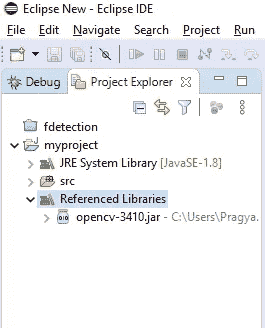 Eclipse New - Eclipse IDE
File Edit Navigate Search Project Run
Debug Project Explorer
fdetection
myproject
JRE System Library [JavaSE-1.8]
src
Referenced Libraries
opencv-3410.jar - C:\Users\Pragya.